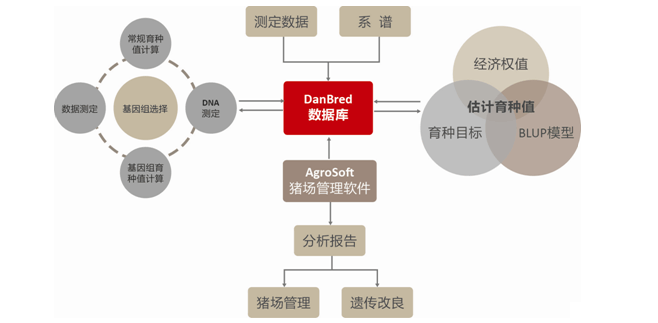 测定数据
系 谱
常规育种
值计算
数据测定
基因组选择
DNA
测定
基因组育
种值计算
DanBred
数据库
经济权值
估计育种值
育种目标
BLUP模型
AgroSoft
猪场管理软件
分析报告
猪场管理
遗传改良